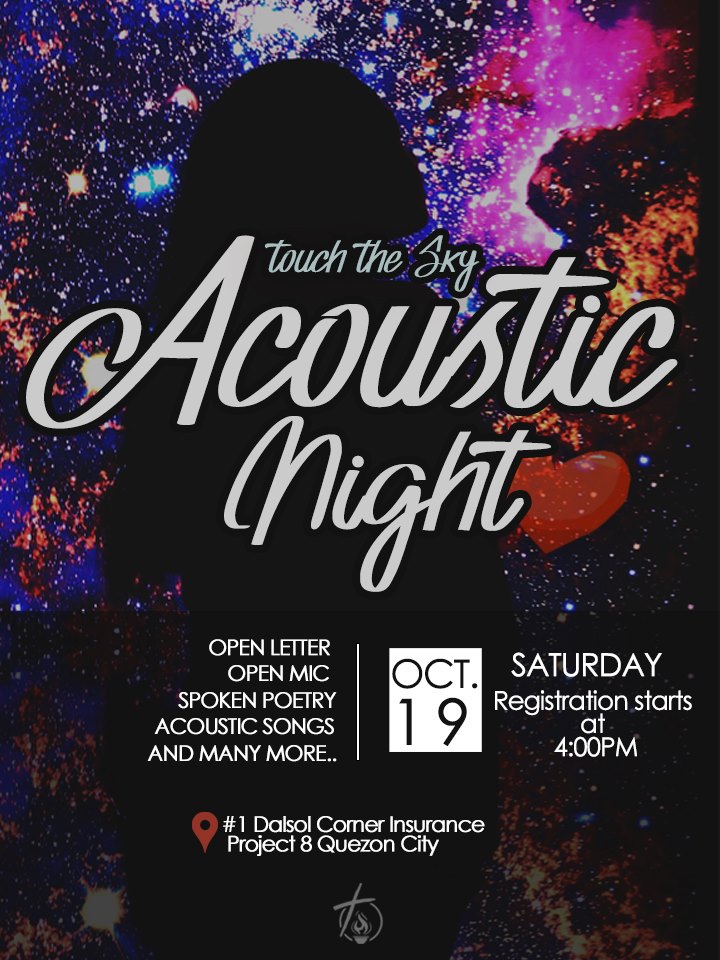 touch the Sky
Acoustic
Night
OPEN LETTER
OPEN MIC
SPOKEN POETRY
ACOUSTIC SONGS
AND MANY MORE..
OCT.
19
SATURDAY
Registration starts
at
4:00PM
#1 Dalsol Corner Insurance
Project 8 Quezon City